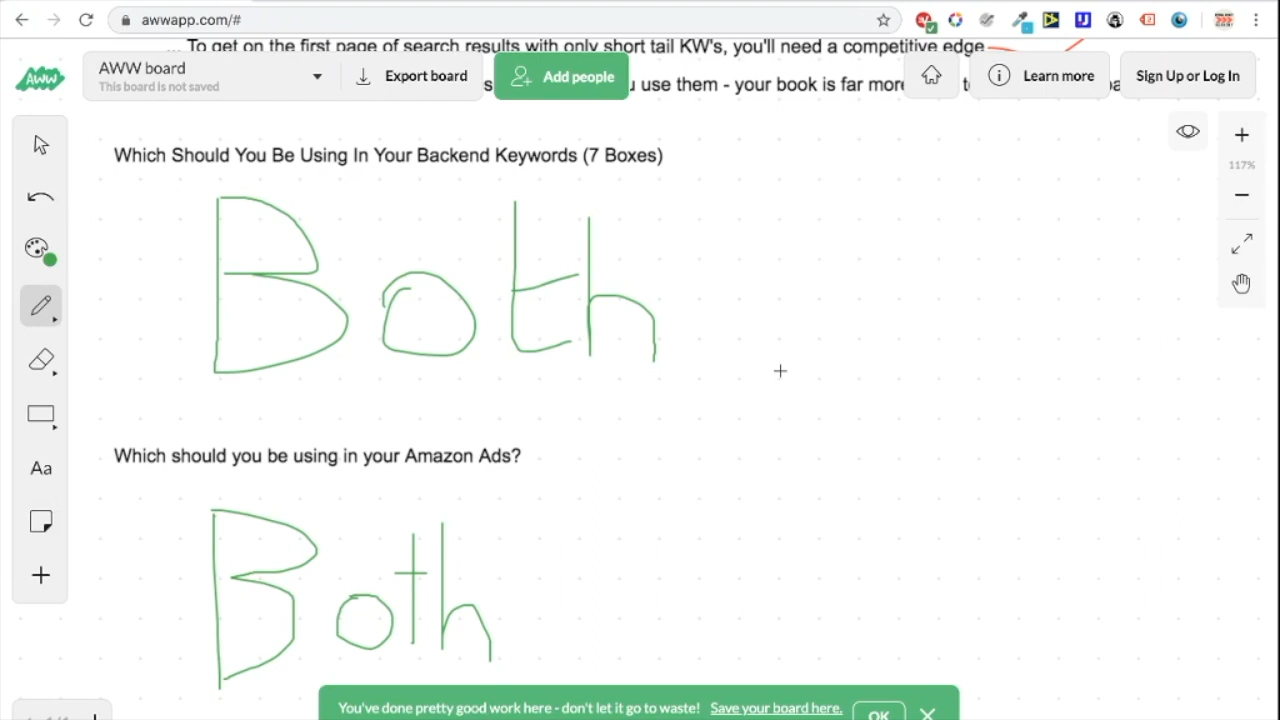 awwapp.com/#
To get on the first page of search results with only short tail KW's, you'll need a competitive edge
AWW
AWW board
This board is not saved
Export board
Add people
Learn more
Sign Up or Log In
use them - your book is far more
Which Should You Be Using In Your Backend Keywords (7 Boxes)
117%
Both
Aa
Which should you be using in your Amazon Ads?
Both
You've done pretty good work here - don't let it go to waste! Save your board here.
OK